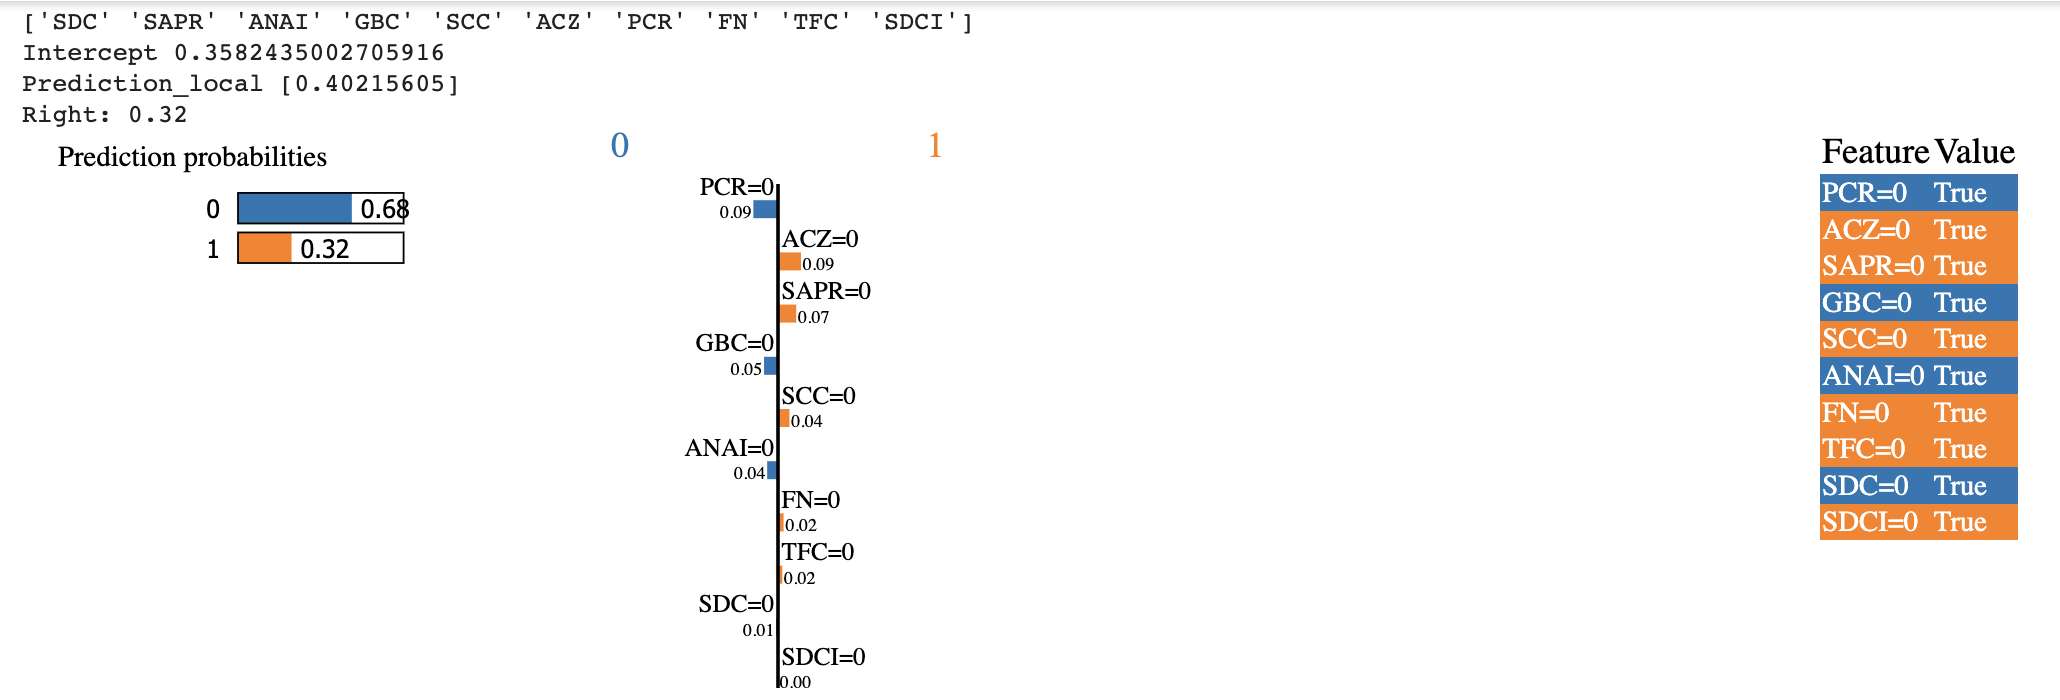 ['SDC' 'SAPR' 'ANAI' 'GBC' 'SCC' 'ACZ' 'PCR' 'FN' 'TFC' 'SDCI']
Intercept 0.3582435002705916
Prediction_local [0.40215605]
Right: 0.32
Prediction probabilities
0 0.68
1 0.32
0 1
PCR=0
0.09
ACZ=0
0.09
SAPR=0
0.07
GBC=0
0.05
SCC=0
0.04
ANAI=0
0.04
FN=0
0.02
TFC=0
0.02
SDC=0
0.01
SDCI=0
0.00
Feature Value
PCR=0 True
ACZ=0 True
SAPR=0 True
GBC=0 True
SCC=0 True
ANAI=0 True
FN=0 True
TFC=0 True
SDC=0 True
SDCI=0 True